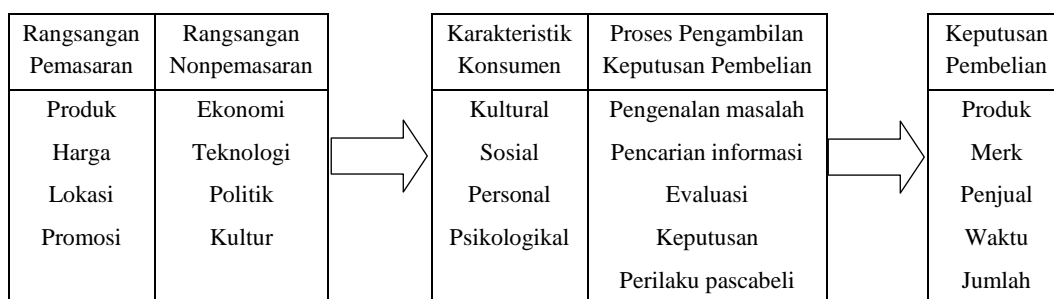 Rangsangan Pemasaran
Rangsangan Nonpemasaran
Karakteristik Konsumen
Proses Pengambilan Keputusan Pembelian
Keputusan Pembelian
Produk
Ekonomi
Kultural
Pengenalan masalah
Produk
Harga
Teknologi
Sosial
Pencarian informasi
Merk
Lokasi
Politik
Personal
Evaluasi
Penjual
Promosi
Kultur
Psikologikal
Keputusan
Waktu
Perilaku pascabeli
Jumlah